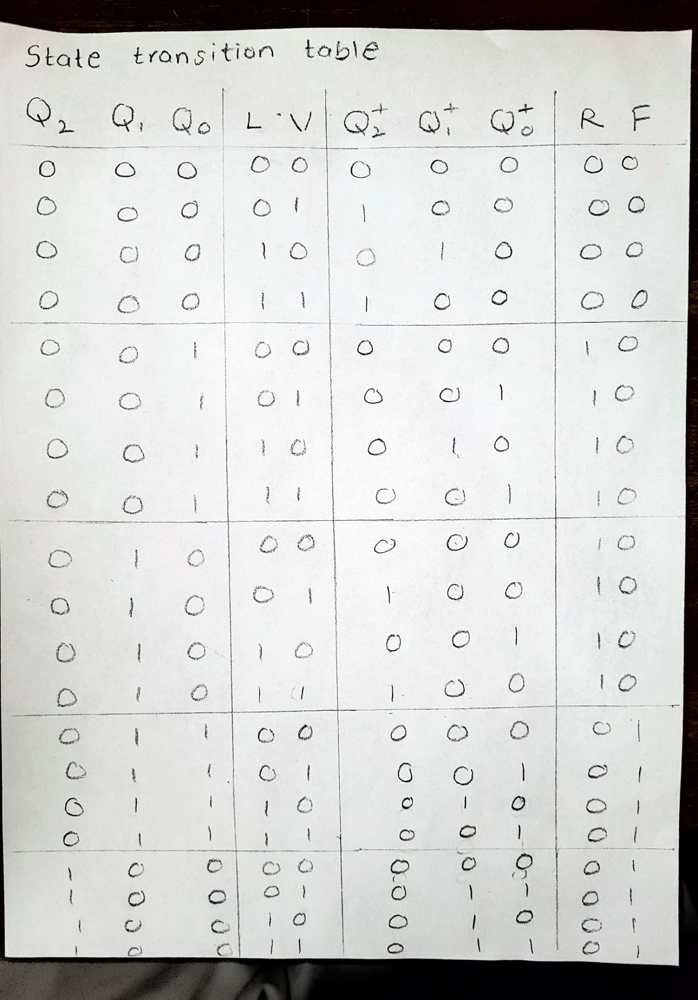 State transition table
Q₂ Q₁ Q₀ L V Q₂⁺ Q₁⁺ Q₀⁺ R F
0 0 0 0 0 0 0 0 0 0
0 0 0 0 1 1 0 0 0 0
0 0 0 1 0 0 1 0 0 0
0 0 0 1 1 1 0 0 0 0
0 0 1 0 0 0 0 0 1 0
0 0 1 0 1 0 0 1 1 0
0 0 1 1 0 0 1 0 1 0
0 0 1 1 1 0 0 1 1 0
0 1 0 0 0 0 0 0 1 0
0 1 0 0 1 1 0 0 1 0
0 1 0 1 0 0 0 1 1 0
0 1 0 1 1 1 0 0 1 0
0 1 1 0 0 0 0 0 0 1
0 1 1 0 1 0 0 1 0 1
0 1 1 1 0 0 1 0 0 1
0 1 1 1 1 0 0 1 0 1
1 0 0 0 0 0 0 0 0 1
1 0 0 0 1 0 1 1 0 1
1 0 0 1 0 0 1 0 0 1
1 0 0 1 1 0 1 1 0 1